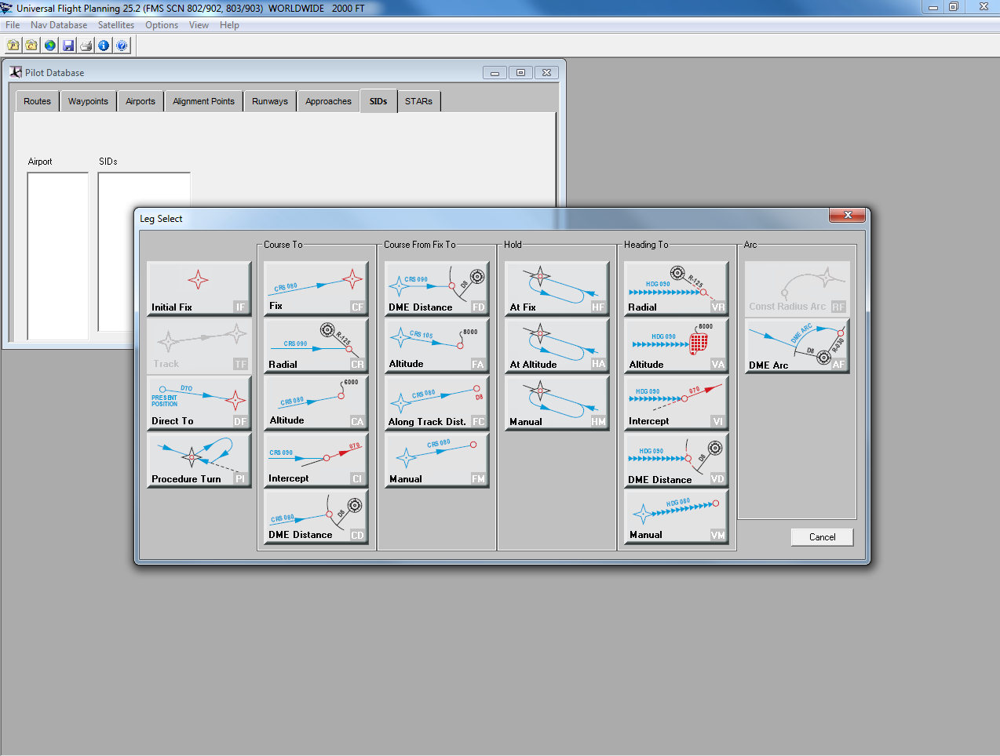 Universal Flight Planning 25.2 (FMS SCN 802/902, 803/903)  WORLDWIDE   2000 FT
File Nav Database Satellites Options View Help
Pilot Database
Routes Waypoints Airports Alignment Points Runways Approaches SIDs STARs
Airport SIDs
Leg Select
Initial Fix IF
Track TF
DTO
PRESENT
POSITION
Direct To DF
Procedure Turn PI
Course To
CRS 080
Fix CF
R-125
CRS 090
Radial CR
6000
CRS 080
Altitude CA
070
CRS 090
Intercept CI
D8
CRS 080
DME Distance CD
Course From Fix To
CRS 090
D8
DME Distance FD
8000
CRS 105
Altitude FA
CRS 080
D8
Along Track Dist. FC
CRS 080
Manual FM
Hold
At Fix HF
At Altitude HA
Manual HM
Heading To
R-125
HDG 090
Radial VR
8000
HDG 090
Altitude VA
070
HDG 090
Intercept VI
HDG 090
D8
DME Distance VD
HDG 080
Manual VM
Arc
Const Radius Arc RF
DME ARC
R-030
D8
DME Arc AF
Cancel